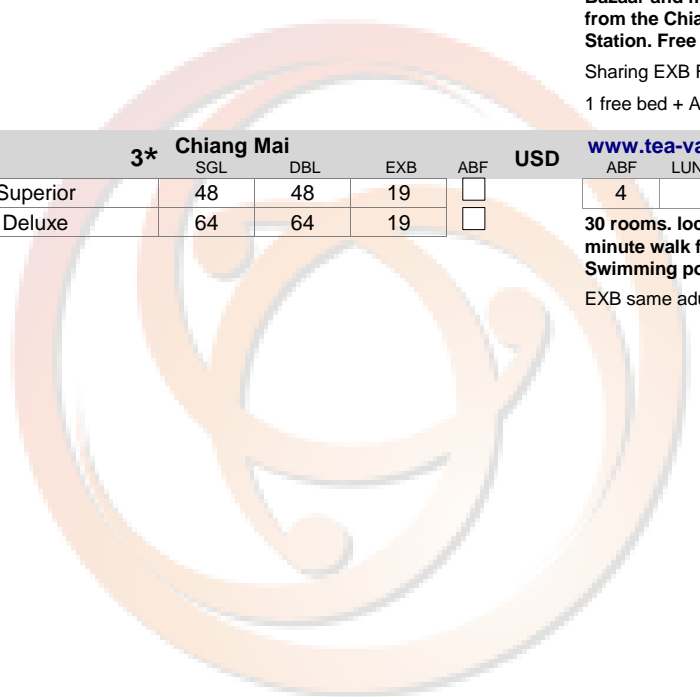 from the Chia
Station. Free
Sharing EXB
1 free bed + A
3* Chiang Mai USD www.tea-va
SGL DBL EXB ABF ABF LUN
Superior 48 48 19 4
Deluxe 64 64 19
30 rooms. loc
minute walk f
Swimming po
EXB same adu